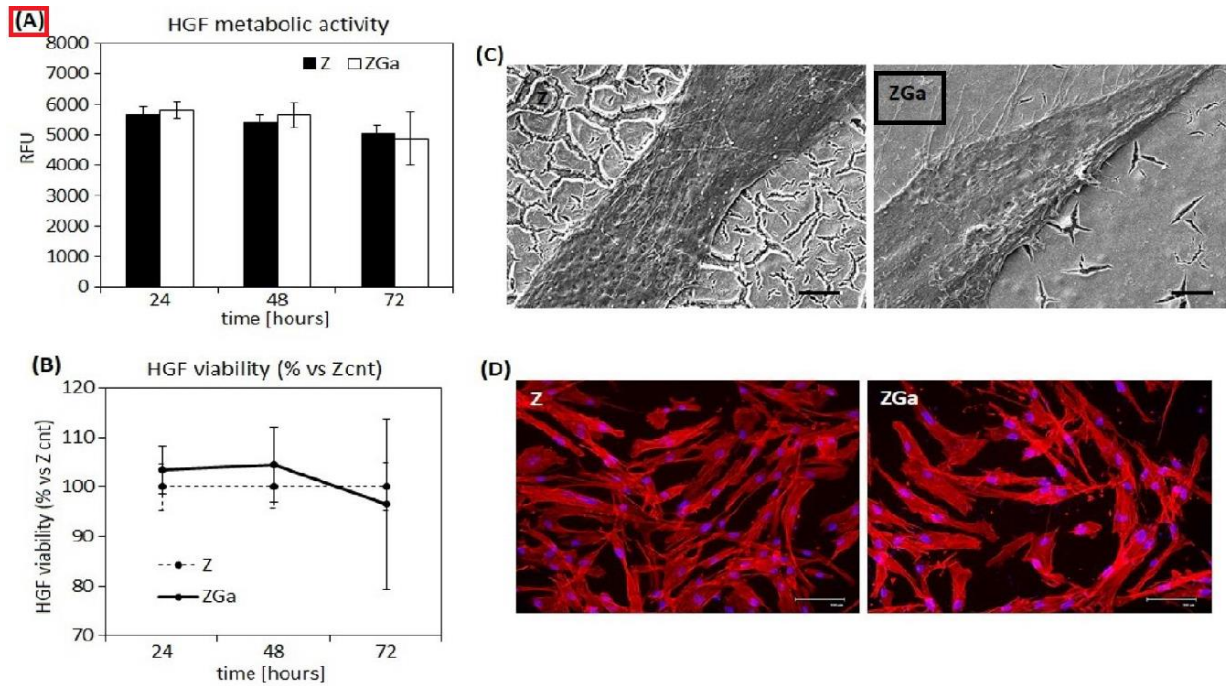 (A)
HGF metabolic activity
8000
7000
6000
5000
4000
3000
2000
1000
0
RFU
Z ZGa
24 48 72
time [hours]
(B)
HGF viability (% vs Zcnt)
120
110
100
90
80
70
HGF viability (% vs Z cnt)
Z
ZGa
24 48 72
time [hours]
(C)
Z
ZGa
(D)
Z
ZGa